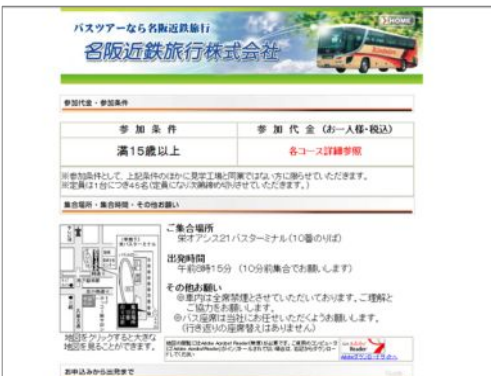 バスツアーなら名阪近鉄旅行
名阪近鉄旅行株式会社
HOME
参加代金・参加条件
参加条件
参加代金(お一人様・税込)
満15歳以上
各コース詳細参照
※参加条件として、上記条件のほかに見学工場と同業ではない方に限らせていただきます。
※定員は1台につき45名(定員になり次第締め切りさせていただきます。)
集合場所・集合時間・その他お願い
ご集合場所
栄オアシス21バスターミナル(10番のりば)
出発時間
午前8時15分 (10分前集合でお願いします)
その他お願い
◎車内は全席禁煙とさせていただいております。ご理解と
ご協力をお願いします。
◎バス座席は当社にお任せいただくようお願いします。
(行き返りの座席替えはありません)
地図をクリックすると大きな
地図を見ることができます。
お申込みから出発まで